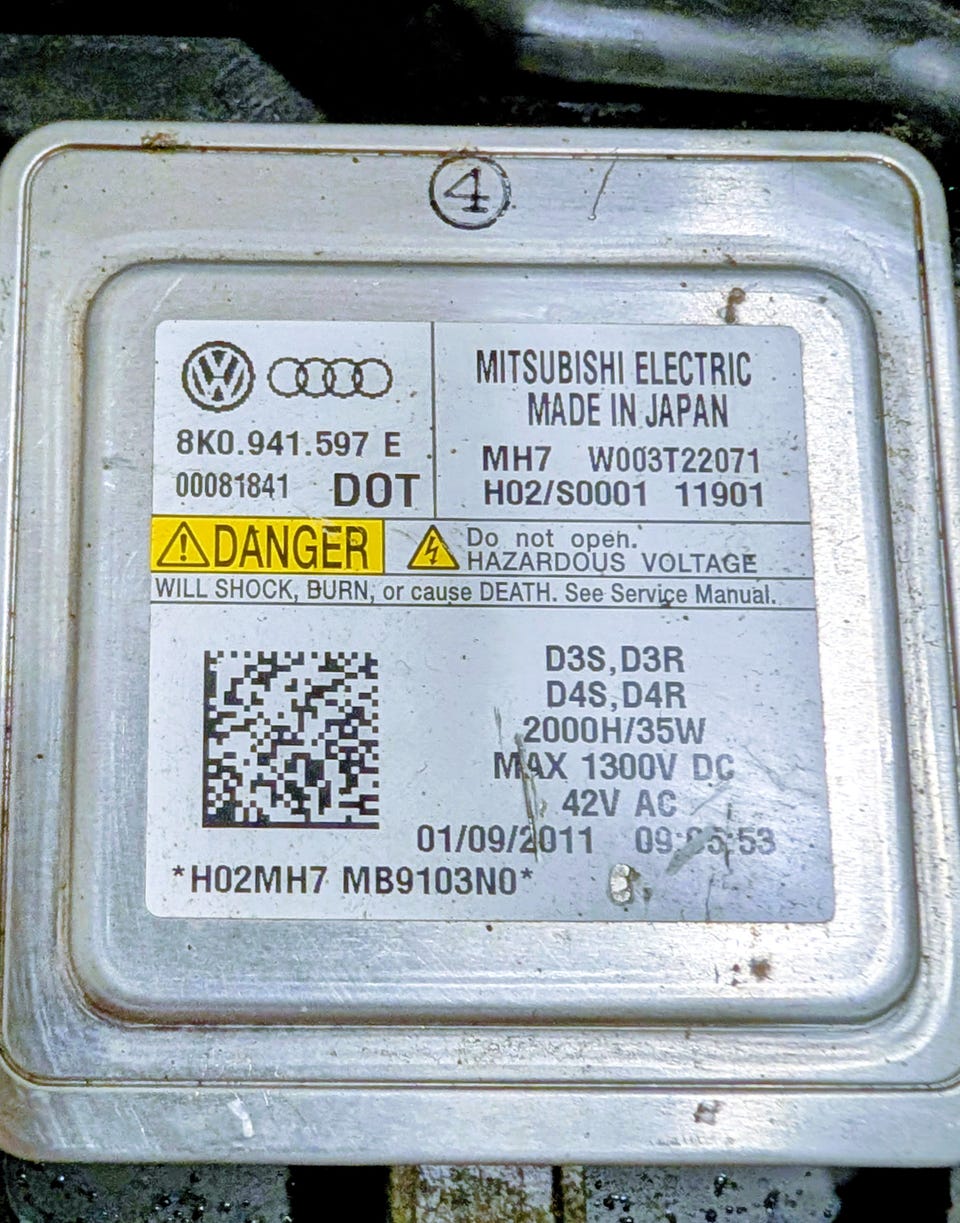 4
8K0.941.597 E
00081841 DOT
MITSUBISHI ELECTRIC
MADE IN JAPAN
MH7 W003T22071
H02/S0001 11901
DANGER
Do not open.
HAZARDOUS VOLTAGE
WILL SHOCK, BURN, or cause DEATH. See Service Manual.
D3S,D3R
D4S,D4R
2000H/35W
MAX 1300V DC
42V AC
01/09/2011
*H02MH7 MB9103N0*